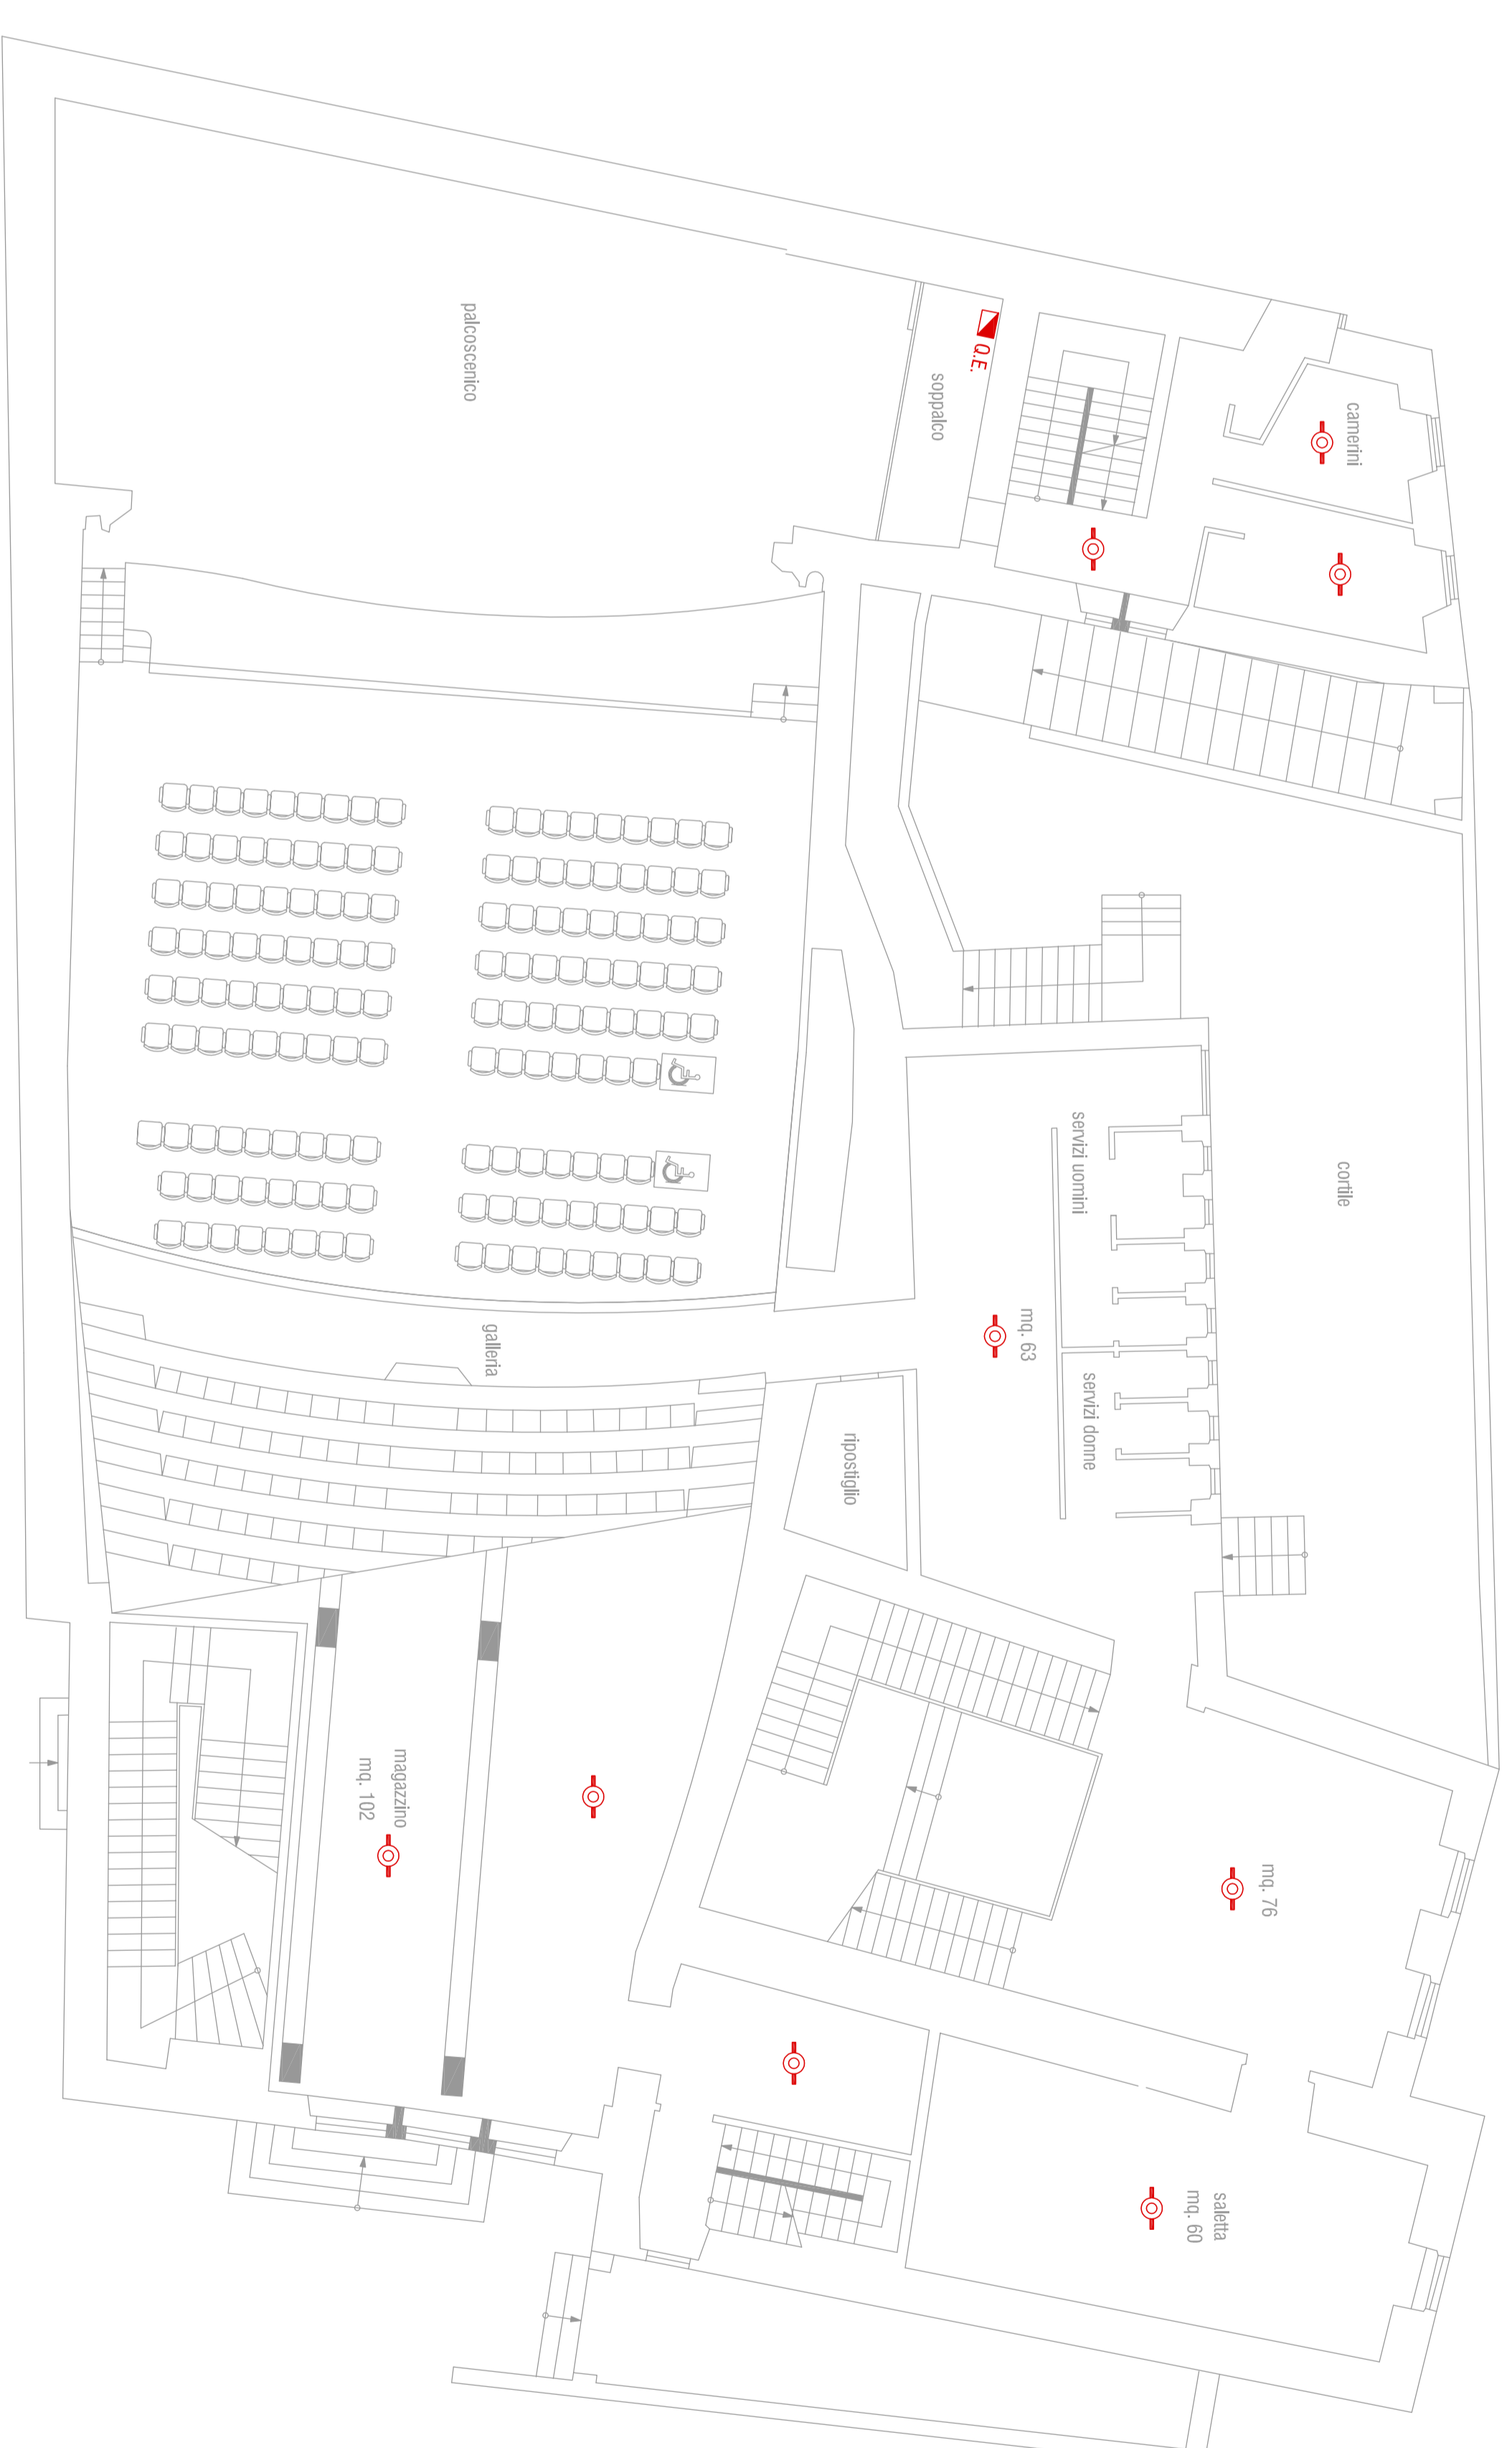 palcoscenico
Q.E.
soppalco
camerini
servizi uomini
cortile
mq. 63
servizi donne
galleria
ripostiglio
magazzino
mq. 102
mq. 76
saletta
mq. 60